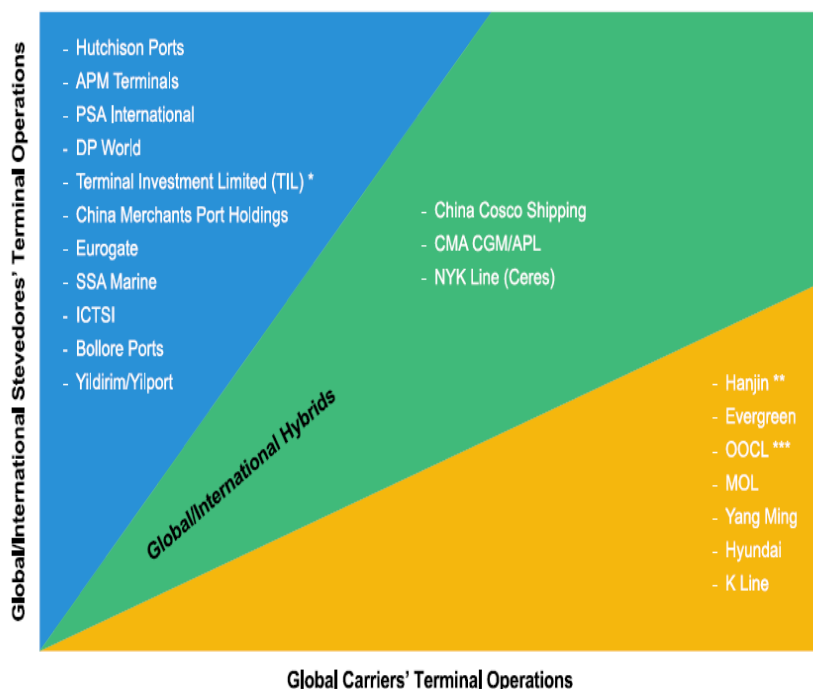 Global/International Stevedores' Terminal Operations
- Hutchison Ports
- APM Terminals
- PSA International
- DP World
- Terminal Investment Limited (TIL) *
- China Merchants Port Holdings
- Eurogate
- SSA Marine
- ICTSI
- Bollore Ports
- Yildirim/Yilport
- China Cosco Shipping
- CMA CGM/APL
- NYK Line (Ceres)
Global/International Hybrids
- Hanjin **
- Evergreen
- OOCL ***
- MOL
- Yang Ming
- Hyundai
- K Line
Global Carriers' Terminal Operations